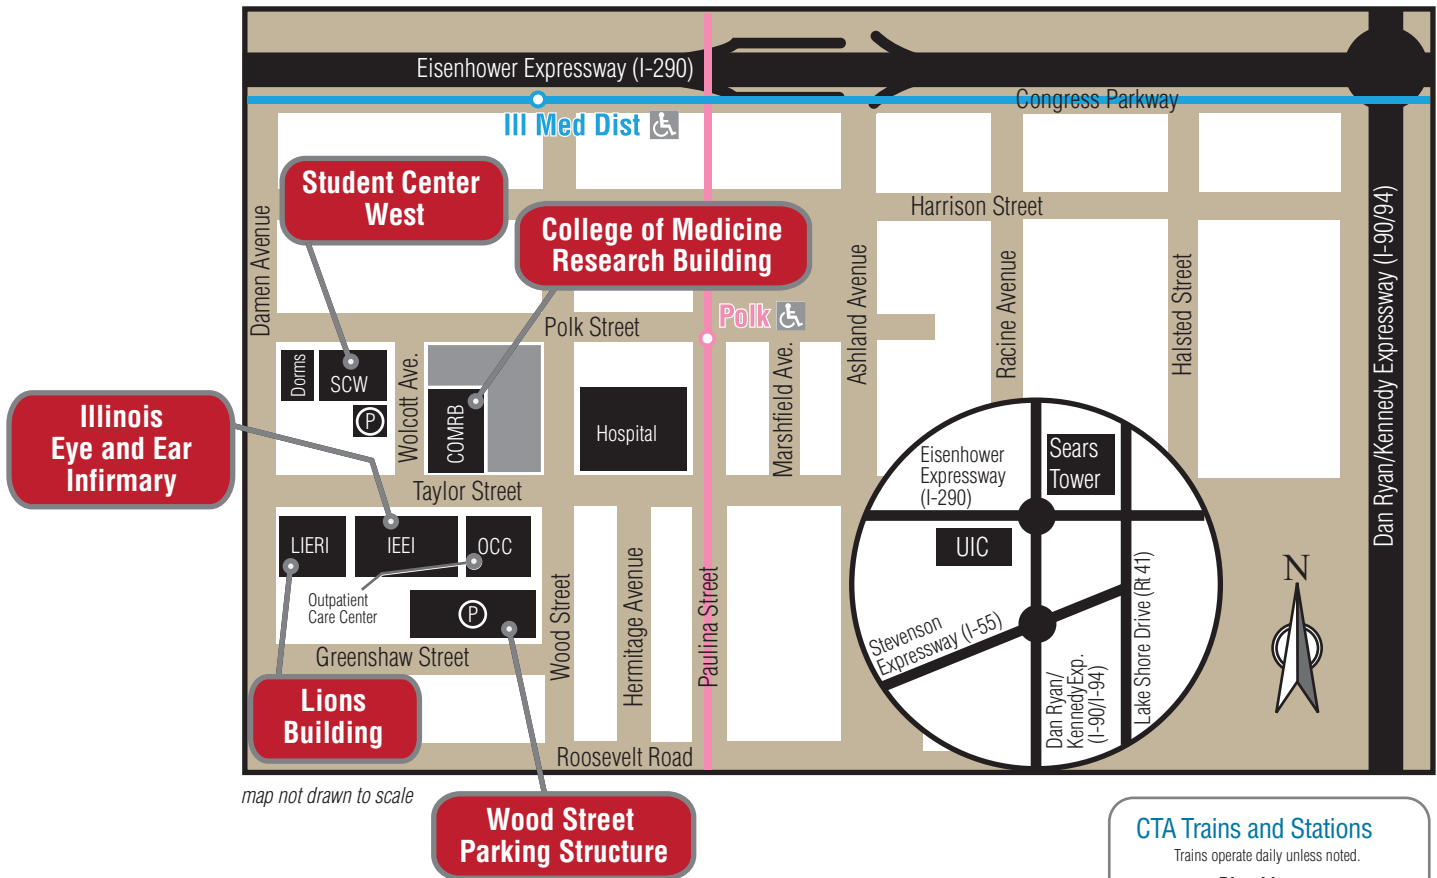 Eisenhower Expressway (I-290)
Congress Parkway
Ill Med Dist
Student Center
West
College of Medicine
Research Building
Harrison Street
Damen Avenue
Polk
Polk Street
Ashland Avenue
Racine Avenue
Halsted Street
Dan Ryan/Kennedy Expressway (I-90/94)
Dorms
SCW
P
Wolcott Ave.
COMRB
Hospital
Marshfield Ave.
Illinois
Eye and Ear
Infirmary
Taylor Street
LIERI
IEEI
OCC
Outpatient
Care Center
P
Greenshaw Street
Wood Street
Hermitage Avenue
Paulina Street
Lions
Building
Roosevelt Road
Eisenhower
Expressway
(I-290)
Sears
Tower
UIC
Stevenson
Expressway (I-55)
Dan Ryan/
KennedyExp.
(I-90/I-94)
Lake Shore Drive (Rt 41)
N
map not drawn to scale
Wood Street
Parking Structure
CTA Trains and Stations
Trains operate daily unless noted.